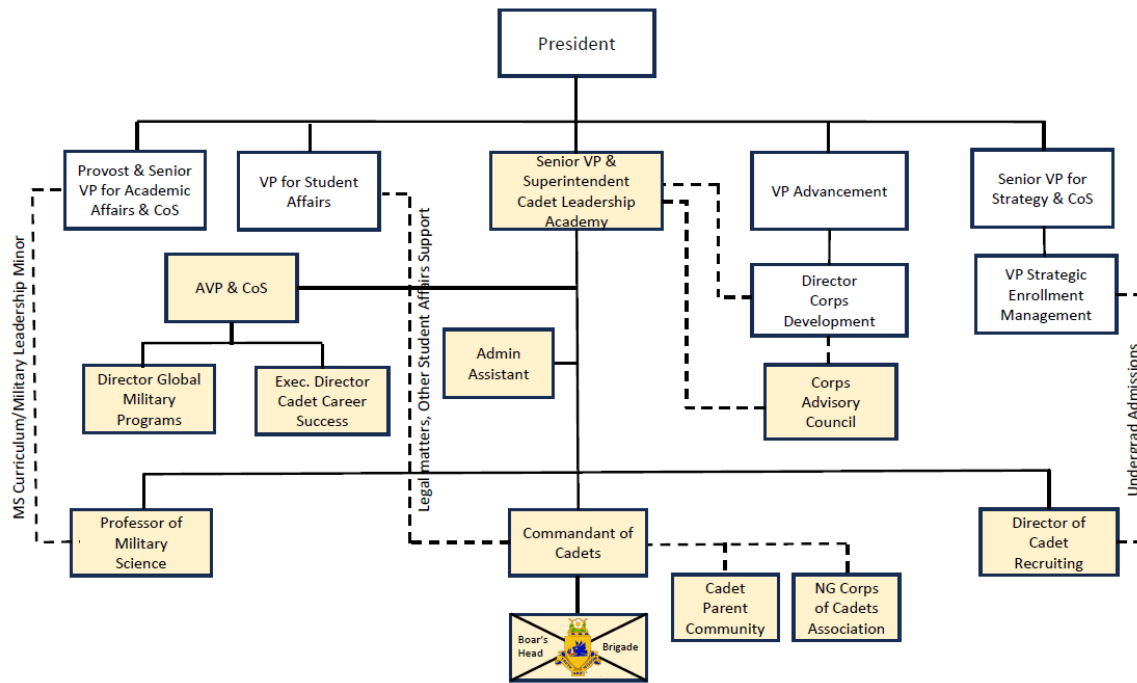 President
Provost & Senior
VP for Academic
Affairs & CoS
VP for Student
Affairs
Senior VP &
Superintendent
Cadet Leadership
Academy
VP Advancement
Senior VP for
Strategy & CoS
AVP & CoS
Director
Corps
Development
VP Strategic
Enrollment
Management
Admin
Assistant
Director Global
Military
Programs
Exec. Director
Cadet Career
Success
Corps
Advisory
Council
MS Curriculum/Military Leadership Minor
Legal matters, Other Student Affairs Support
Undergrad Admissions
Professor of
Military
Science
Commandant of
Cadets
Director of
Cadet
Recruiting
Cadet
Parent
Community
NG Corps
of Cadets
Association
Boar's
Head
Brigade